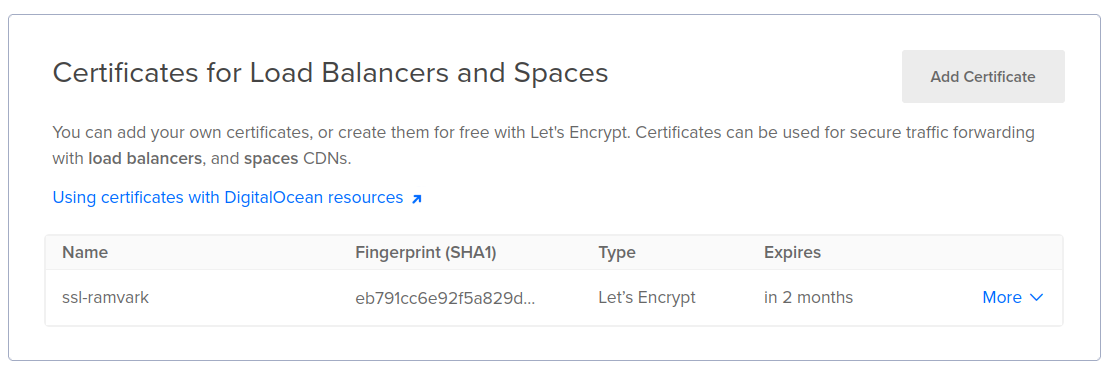 Certificates for Load Balancers and Spaces
Add Certificate
You can add your own certificates, or create them for free with Let's Encrypt. Certificates can be used for secure traffic forwarding
with load balancers, and spaces CDNs.
Using certificates with DigitalOcean resources
Name Fingerprint (SHA1) Type Expires
ssl-ramvark eb791cc6e92f5a829d... Let’s Encrypt in 2 months More